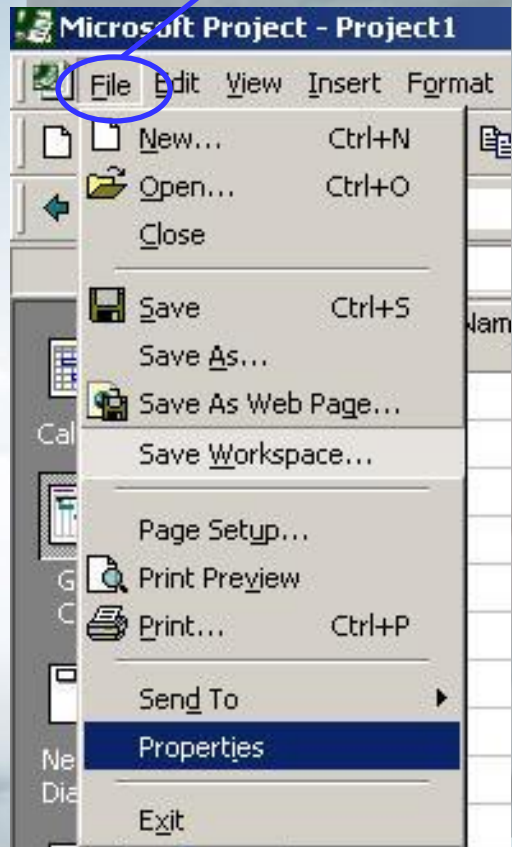 Microsoft Project - Project1
File Edit View Insert Format
New... Ctrl+N
Open... Ctrl+O
Close
Save Ctrl+S
Save As...
Save As Web Page...
Save Workspace...
Page Setup...
Print Preview
Print... Ctrl+P
Send To
Properties
Exit